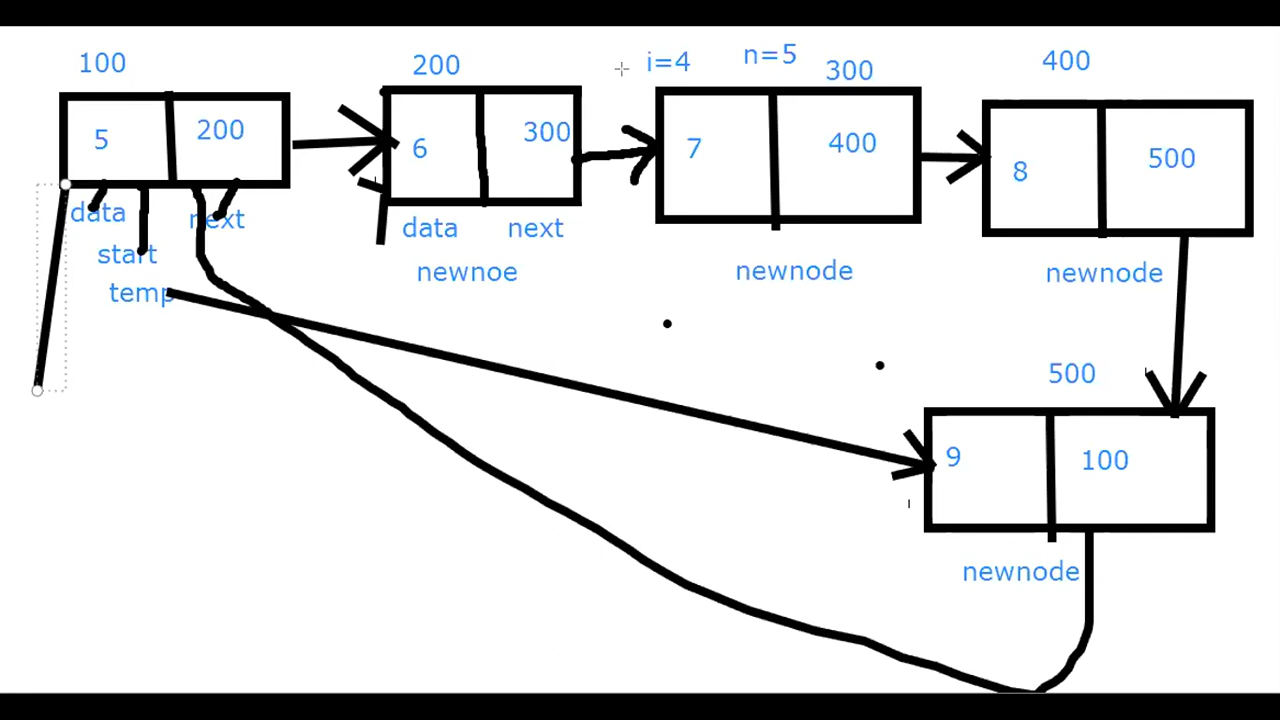 100
200
i=4
n=5
300
400
5
200
6
300
7
400
8
500
data
next
start
temp
data
next
newnoe
newnode
newnode
500
9
100
newnode